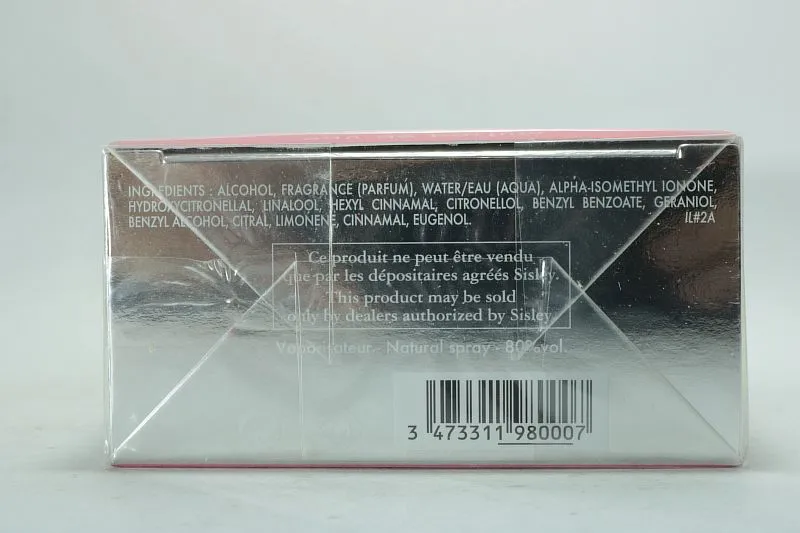 INGREDIENTS : ALCOHOL, FRAGRANCE (PARFUM), WATER/EAU (AQUA), ALPHA-ISOMETHYL IONONE,
HYDROXYCITRONELLAL, LINALOOL, HEXYL CINNAMAL, CITRONELLOL, BENZYL BENZOATE, GERANIOL,
BENZYL ALCOHOL, CITRAL, LIMONENE, CINNAMAL, EUGENOL. IL#2A
Ce produit ne peut être vendu
que par les dépositaires agréés Sisley.
This product may be sold
only by dealers authorized by Sisley
Vaporisateur - Natural spray - 80% vol.
3 473311 980007